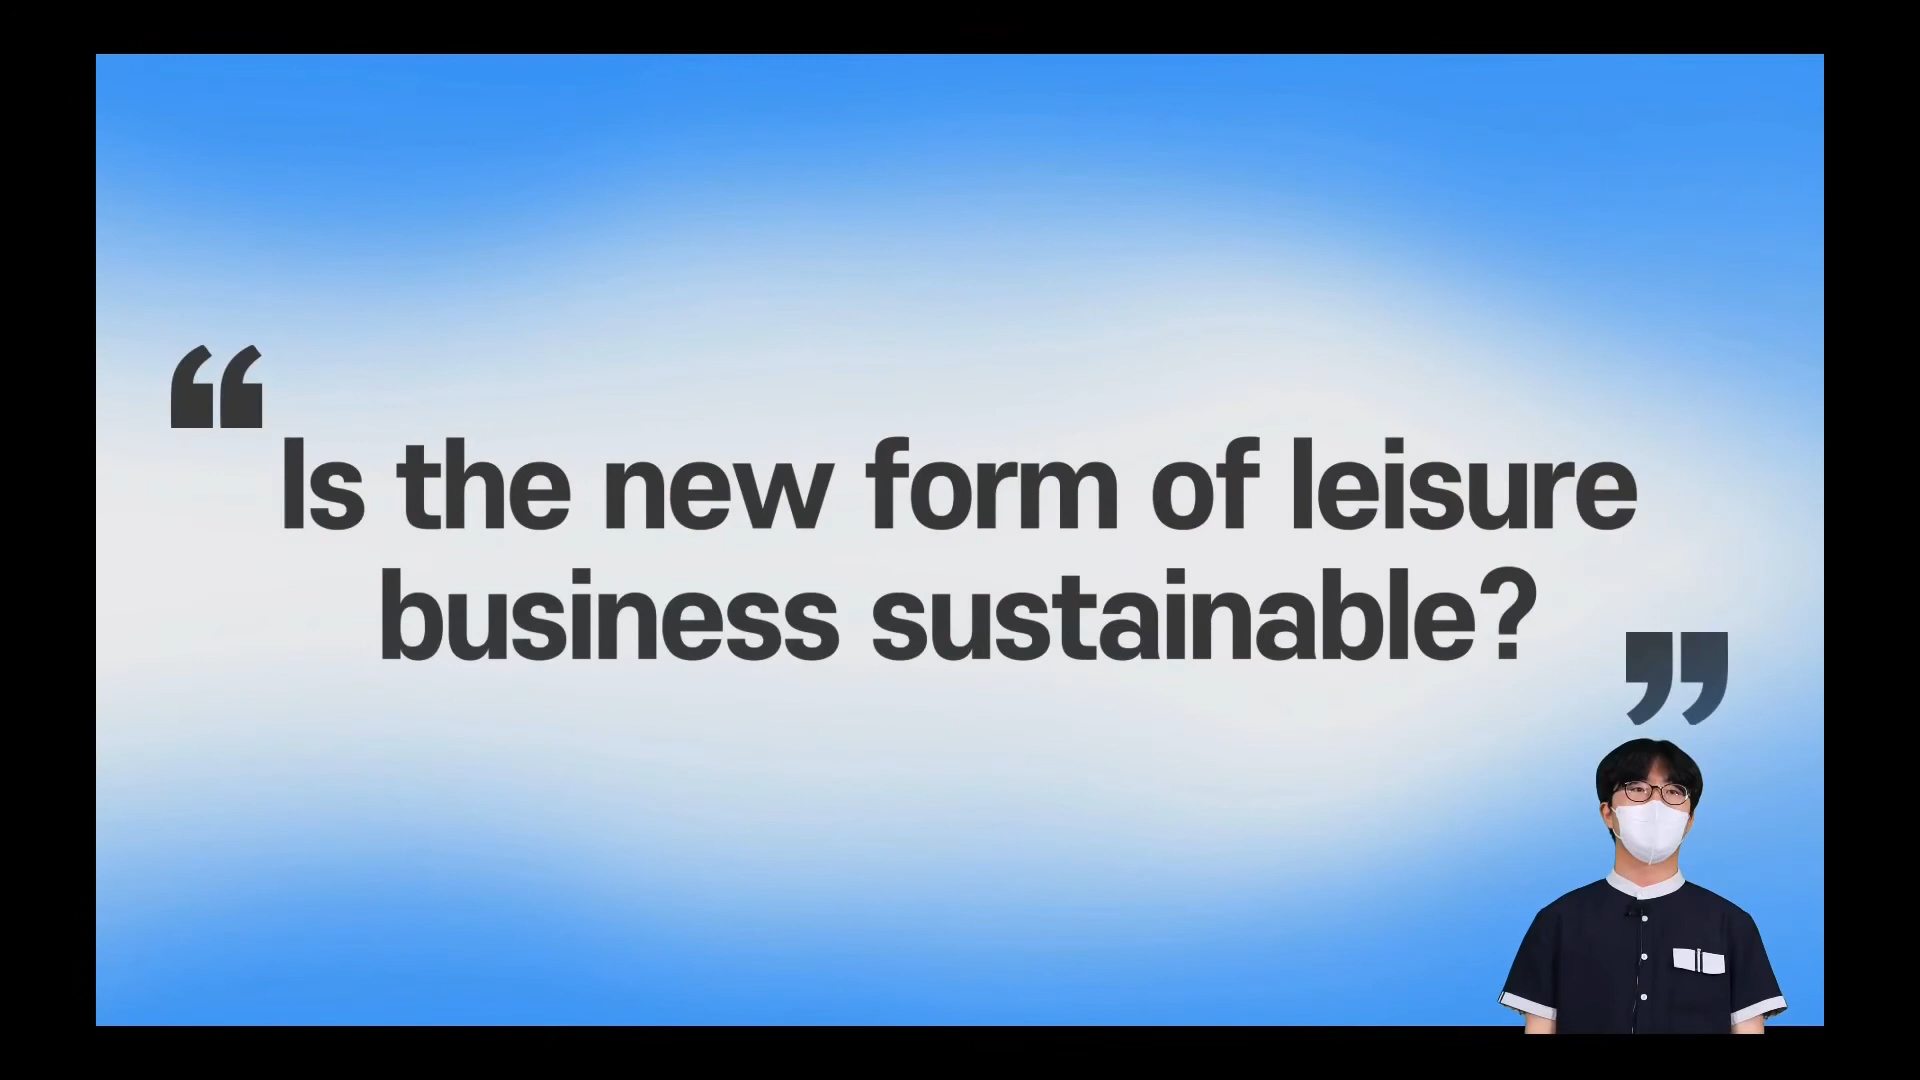 “Is the new form of leisure
business sustainable?”